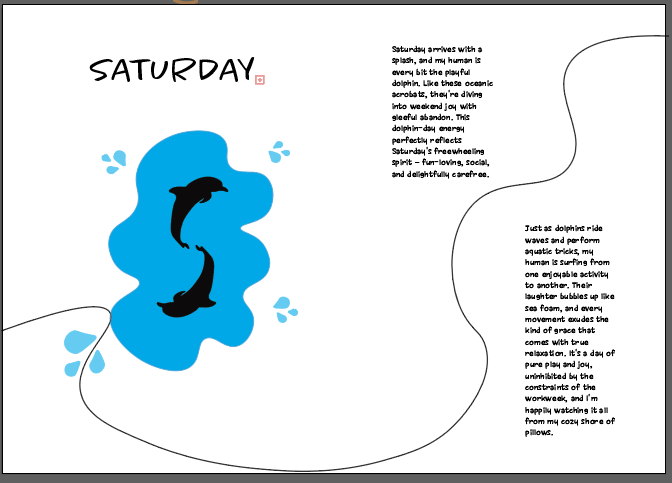 SATURDAY
Saturday arrives with a
splash, and my human is
every bit the playful
dolphin. Like these oceanic
acrobats, they're diving
into weekend joy with
gleeful abandon. This
dolphin-day energy
perfectly reflects
Saturday's freewheeling
spirit – fun-loving, social,
and delightfully carefree.
Just as dolphins ride
waves and perform
aquatic tricks, my
human is surfing from
one enjoyable activity
to another. Their
laughter bubbles up like
sea foam, and every
movement exudes the
kind of grace that
comes with true
relaxation. It's a day of
pure play and joy,
uninhibited by the
constraints of the
workweek, and I'm
happily watching it all
from my cozy shore of
pillows.